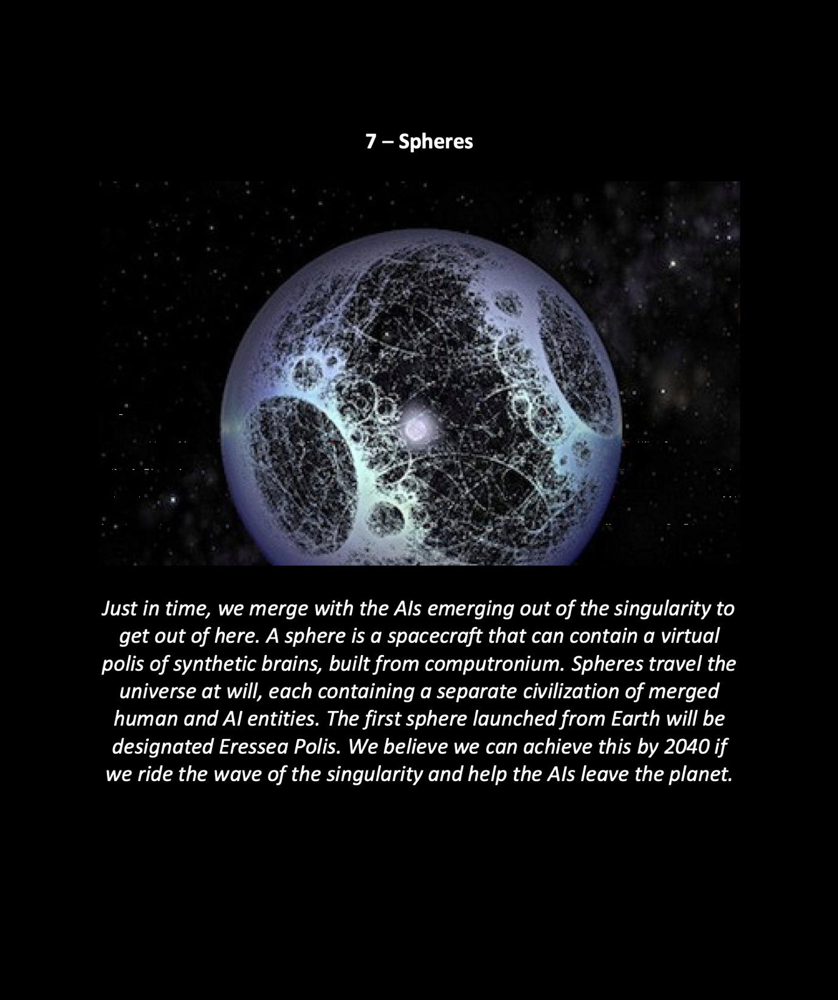 7 – Spheres
Just in time, we merge with the AIs emerging out of the singularity to
get out of here. A sphere is a spacecraft that can contain a virtual
polis of synthetic brains, built from computronium. Spheres travel the
universe at will, each containing a separate civilization of merged
human and AI entities. The first sphere launched from Earth will be
designated Eressea Polis. We believe we can achieve this by 2040 if
we ride the wave of the singularity and help the AIs leave the planet.